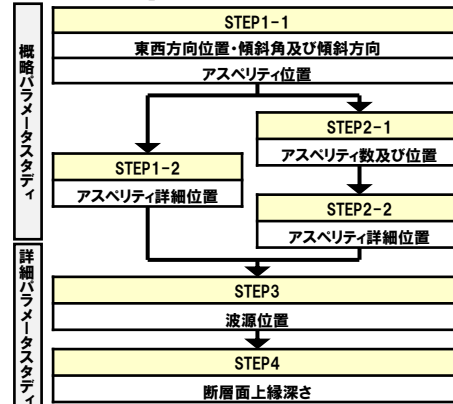 概略パラメータスタディ
STEP1-1
東西方向位置・傾斜角及び傾斜方向
アスペリティ位置
STEP1-2
アスペリティ詳細位置
STEP2-1
アスペリティ数及び位置
STEP2-2
アスペリティ詳細位置
詳細パラメータスタディ
STEP3
波源位置
STEP4
断層面上縁深さ